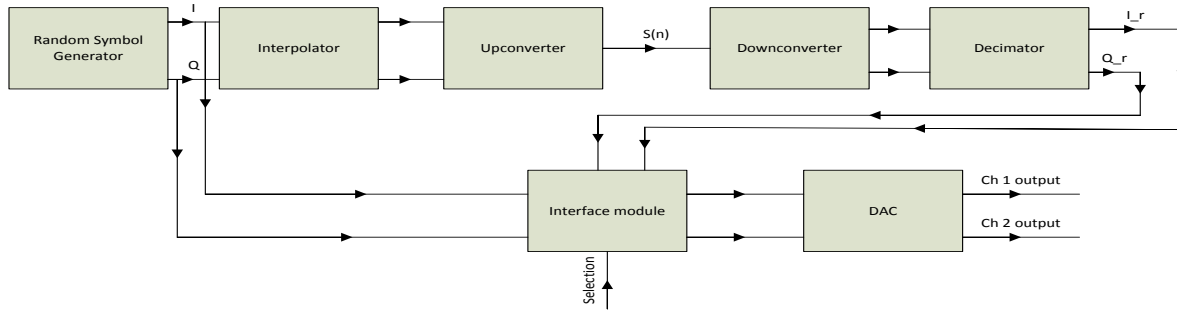 I
Q
Random Symbol
Generator
Interpolator
Upconverter
S(n)
Downconverter
Decimator
I_r
Q_r
Interface module
DAC
Ch 1 output
Ch 2 output
Selection